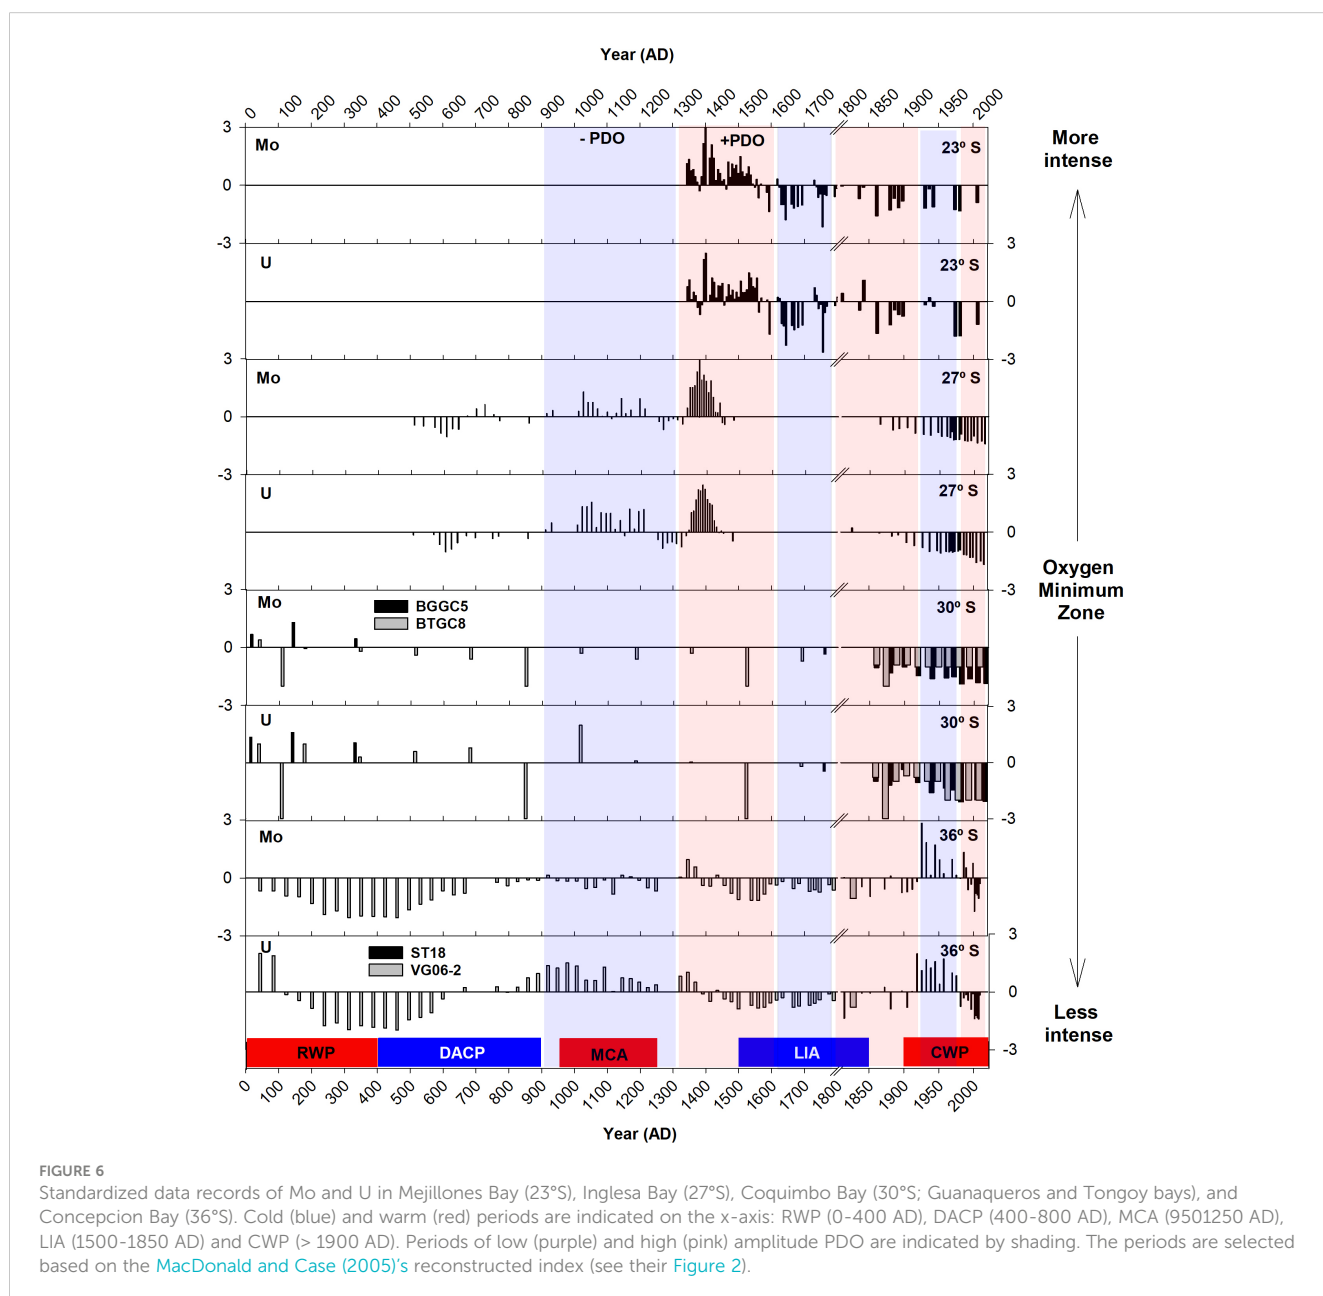 Year (AD)
0 100 200 300 400 500 600 700 800 900 1000 1100 1200 1300 1400 1500 1600 1700 1800 1850 1900 1950 2000
3
Mo
- PDO
+PDO
23º S
More
intense
0
-3
3
U
23º S
0
3
-3
Mo
27º S
0
-3
3
U
27º S
0
3
-3
Mo
BGGC5
30º S
BTGC8
0
-3
3
U
30º S
0
3
-3
Mo
36º S
0
-3
3
U
ST18
36º S
VG06-2
0
-3
Oxygen
Minimum
Zone
Less
intense
RWP DACP MCA LIA CWP
0 100 200 300 400 500 600 700 800 900 1000 1100 1200 1300 1400 1500 1600 1700 1800 1850 1900 1950 2000
Year (AD)
FIGURE 6
Standardized data records of Mo and U in Mejillones Bay (23°S), Inglesa Bay (27°S), Coquimbo Bay (30°S; Guanaqueros and Tongoy bays), and
Concepcion Bay (36°S). Cold (blue) and warm (red) periods are indicated on the x-axis: RWP (0-400 AD), DACP (400-800 AD), MCA (9501250 AD),
LIA (1500-1850 AD) and CWP (> 1900 AD). Periods of low (purple) and high (pink) amplitude PDO are indicated by shading. The periods are selected
based on the MacDonald and Case (2005)'s reconstructed index (see their Figure 2).